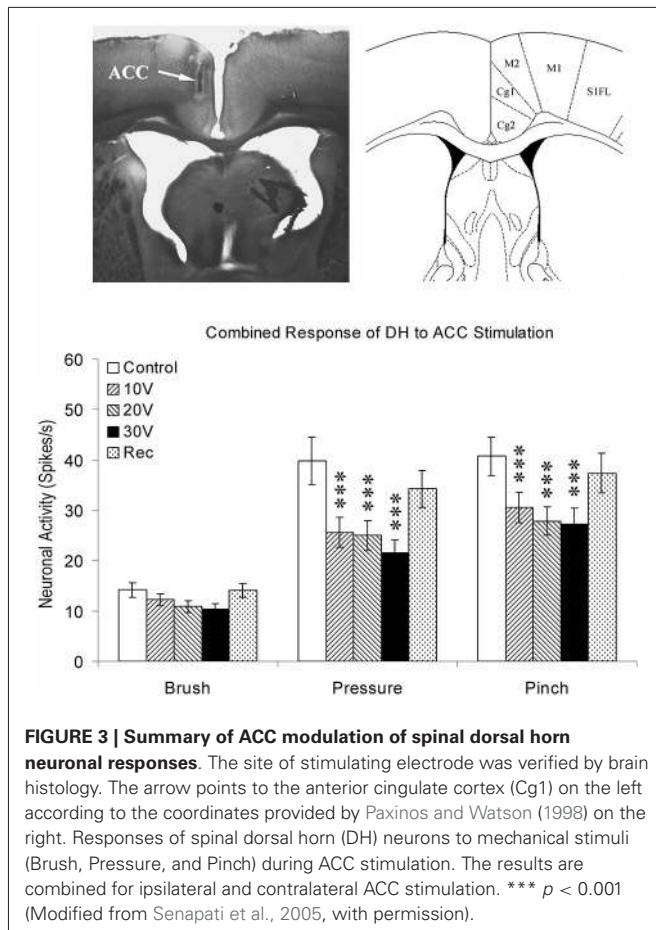 ACC
M2
M1
Cg1
S1FL
Cg2
Combined Response of DH to ACC Stimulation
Neuronal Activity (Spikes/s)
60
50
40
30
20
10
0
Control
10V
20V
30V
Rec
***
***
***
***
***
***
Brush
Pressure
Pinch
FIGURE 3 | Summary of ACC modulation of spinal dorsal horn
neuronal responses. The site of stimulating electrode was verified by brain
histology. The arrow points to the anterior cingulate cortex (Cg1) on the left
according to the coordinates provided by Paxinos and Watson (1998) on the
right. Responses of spinal dorsal horn (DH) neurons to mechanical stimuli
(Brush, Pressure, and Pinch) during ACC stimulation. The results are
combined for ipsilateral and contralateral ACC stimulation. *** p < 0.001
(Modified from Senapati et al., 2005, with permission).